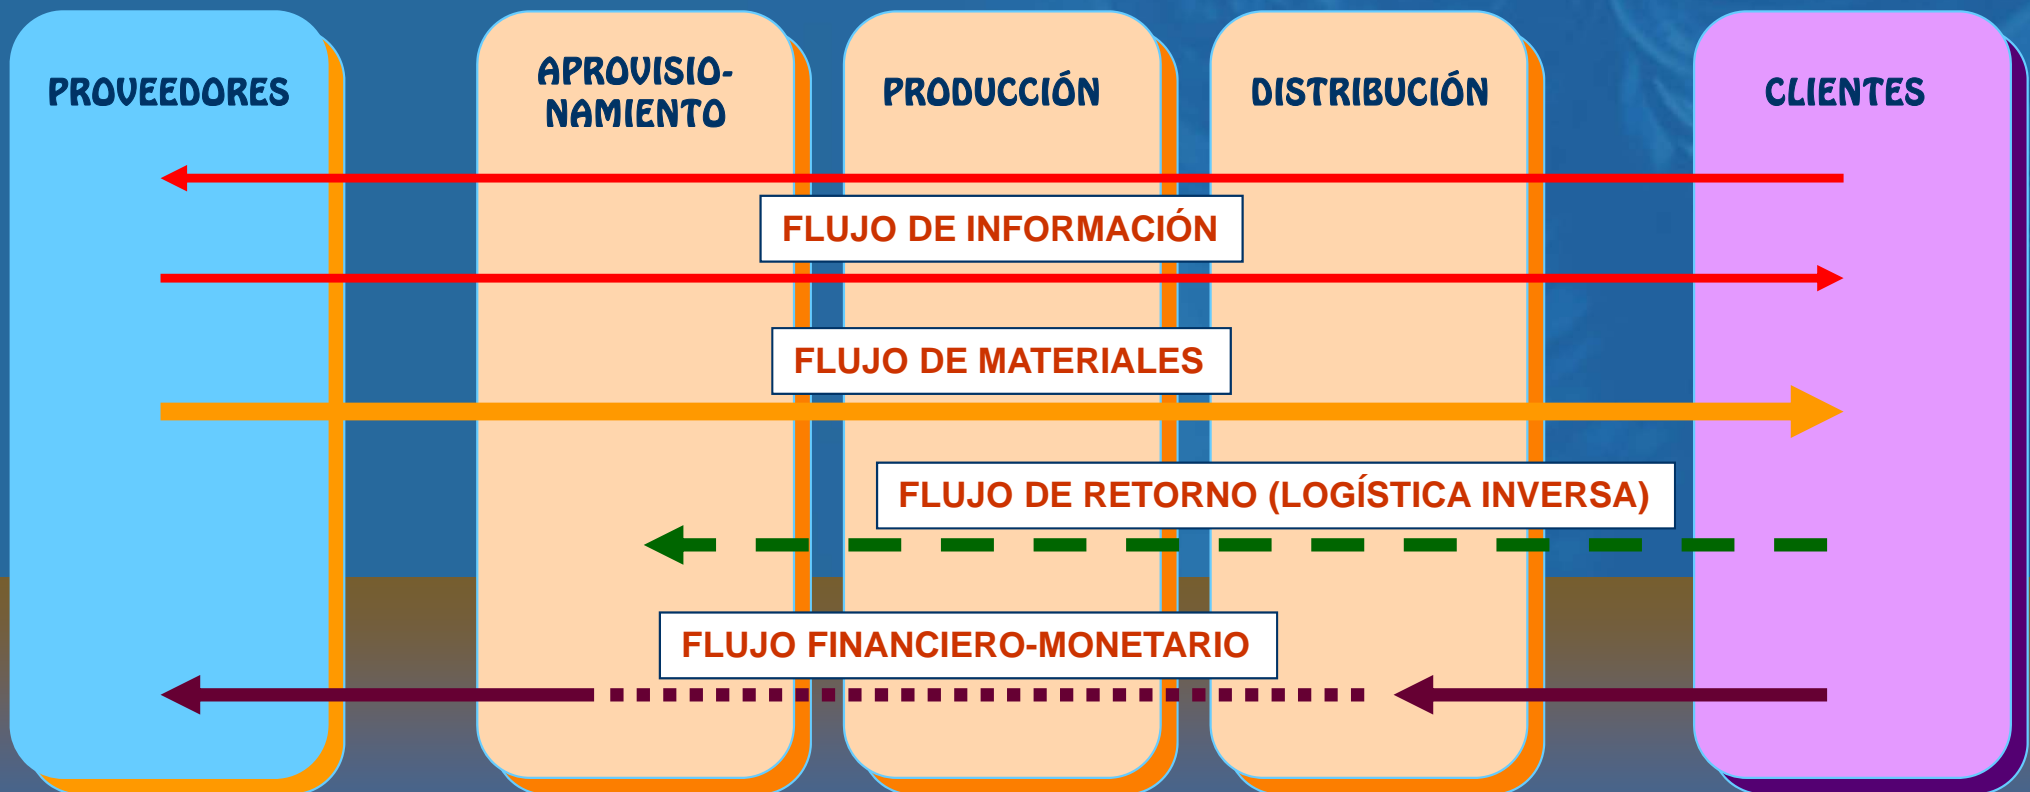 PROVEEDORES
APROVISIO-
NAMIENTO
PRODUCCIÓN
DISTRIBUCIÓN
CLIENTES
FLUJO DE INFORMACIÓN
FLUJO DE MATERIALES
FLUJO DE RETORNO (LOGÍSTICA INVERSA)
FLUJO FINANCIERO-MONETARIO